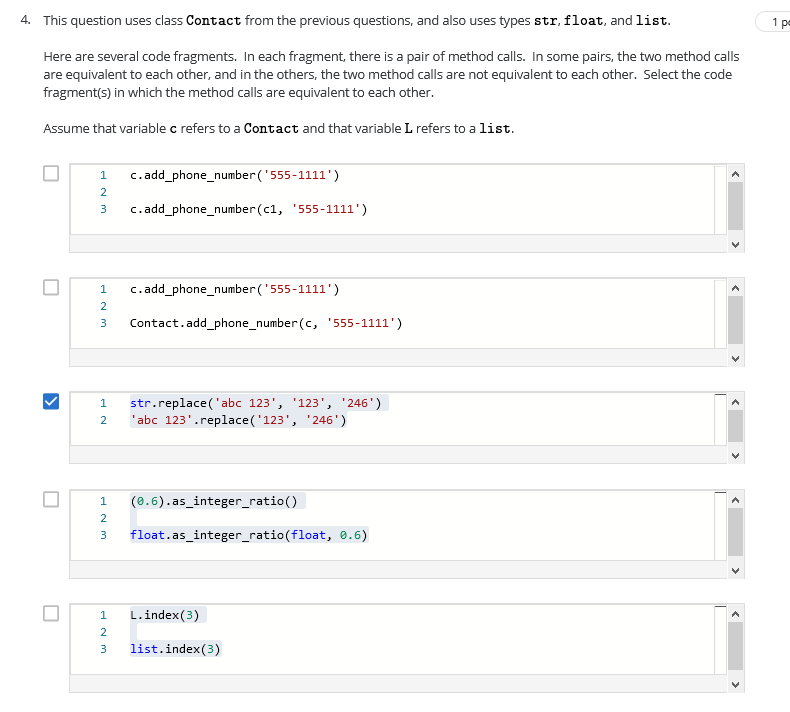 4. This question uses class Contact from the previous questions, and also uses types str, float, and list.
1 p
Here are several code fragments. In each fragment, there is a pair of method calls. In some pairs, the two method calls
are equivalent to each other, and in the others, the two method calls are not equivalent to each other. Select the code
fragment(s) in which the method calls are equivalent to each other.
Assume that variable c refers to a Contact and that variable L refers to a list.
1 c.add_phone_number('555-1111')
2
3 c.add_phone_number(c1, '555-1111')
1 c.add_phone_number('555-1111')
2
3 Contact.add_phone_number(c, '555-1111')
1 str.replace('abc 123', '123', '246')
2 'abc 123'.replace('123', '246')
1 (0.6).as_integer_ratio()
2
3 float.as_integer_ratio(float, 0.6)
1 L.index(3)
2
3 list.index(3)